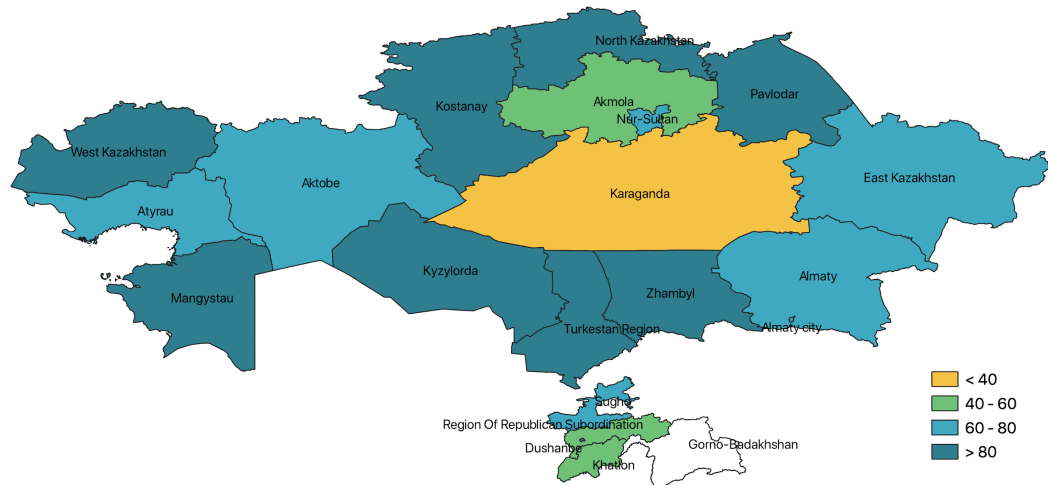 North Kazakhstan
Pavlodar
Akmola
Kostanay
Nur-Sultan
West Kazakhstan
East Kazakhstan
Aktobe
Karaganda
Atyrau
Kyzylorda
Almaty
Zhambyl
Mangystau
Almaty city
Turkestan Region
< 40
40 - 60
60 - 80
> 80
Sughd
Region Of Republican Subordination
Gorno-Badakhshan
Dushanbe
Khatlon